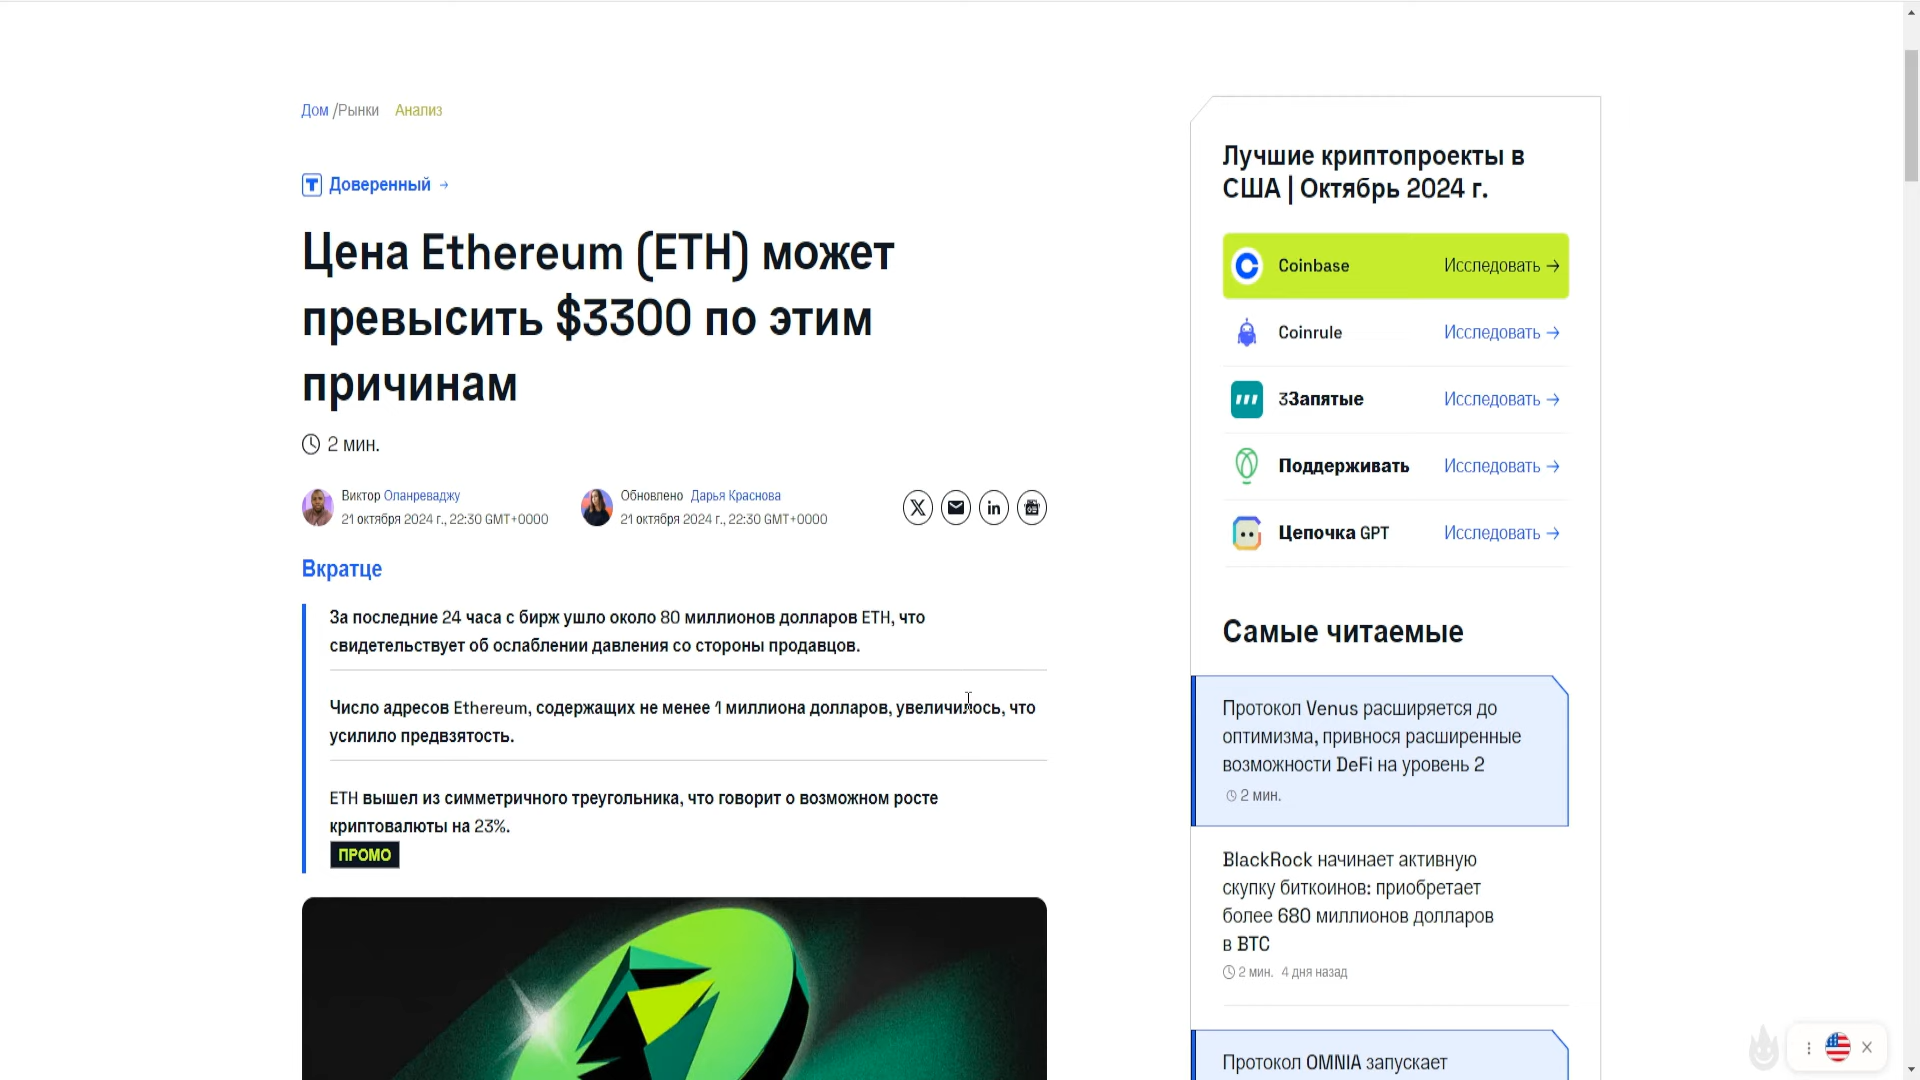 Дом /Рынки Анализ
Доверенный →
Цена Ethereum (ETH) может
превысить $3300 по этим
причинам
2 мин.
Виктор Оланреваджу
21 октября 2024 г., 22:30 GMT+0000
Обновлено Дарья Краснова
21 октября 2024 г., 22:30 GMT+0000
Вкратце
За последние 24 часа с бирж ушло около 80 миллионов долларов ETH, что
свидетельствует об ослаблении давления со стороны продавцов.
Число адресов Ethereum, содержащих не менее 1 миллиона долларов, увеличилось, что
усилило предвзятость.
ETH вышел из симметричного треугольника, что говорит о возможном росте
криптовалюты на 23%.
ПРОМО
Лучшие криптопроекты в
США | Октябрь 2024 г.
Coinbase Исследовать →
Coinrule Исследовать →
3Запятые Исследовать →
Поддерживать Исследовать →
Цепочка GPT Исследовать →
Самые читаемые
Протокол Venus расширяется до
оптимизма, привнося расширенные
возможности DeFi на уровень 2
2 мин.
BlackRock начинает активную
скупку биткоинов: приобретает
более 680 миллионов долларов
в BTC
2 мин. 4 дня назад
Протокол OMNIA запускает